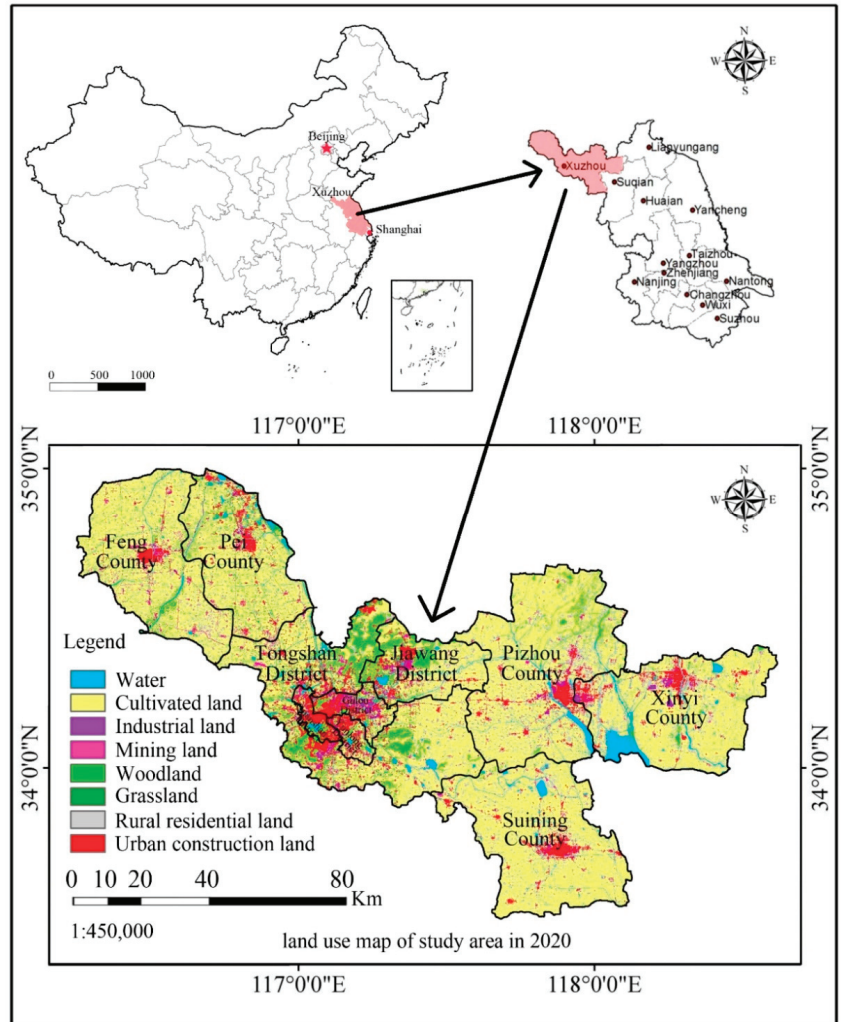 N
W
E
S
Beijing
Xuzhou
Shanghai
0 500 1000
Lianyungang
Xuzhou
Suqian
Huaian
Yancheng
Taizhou
Yangzhou
Zhenjiang
Nanjing
Nantong
Changzhou
Wuxi
Suzhou
117°0'0"E
118°0'0"E
35°0'0"N
35°0'0"N
N
W
E
S
Feng
County
Pei
County
Tongshan
District
Jiawang
District
Pizhou
County
Xinyi
County
Gulou
District
Suining
County
34°0'0"N
34°0'0"N
Legend
Water
Cultivated land
Industrial land
Mining land
Woodland
Grassland
Rural residential land
Urban construction land
0 10 20 40 80
Km
1:450,000
land use map of study area in 2020
117°0'0"E
118°0'0"E